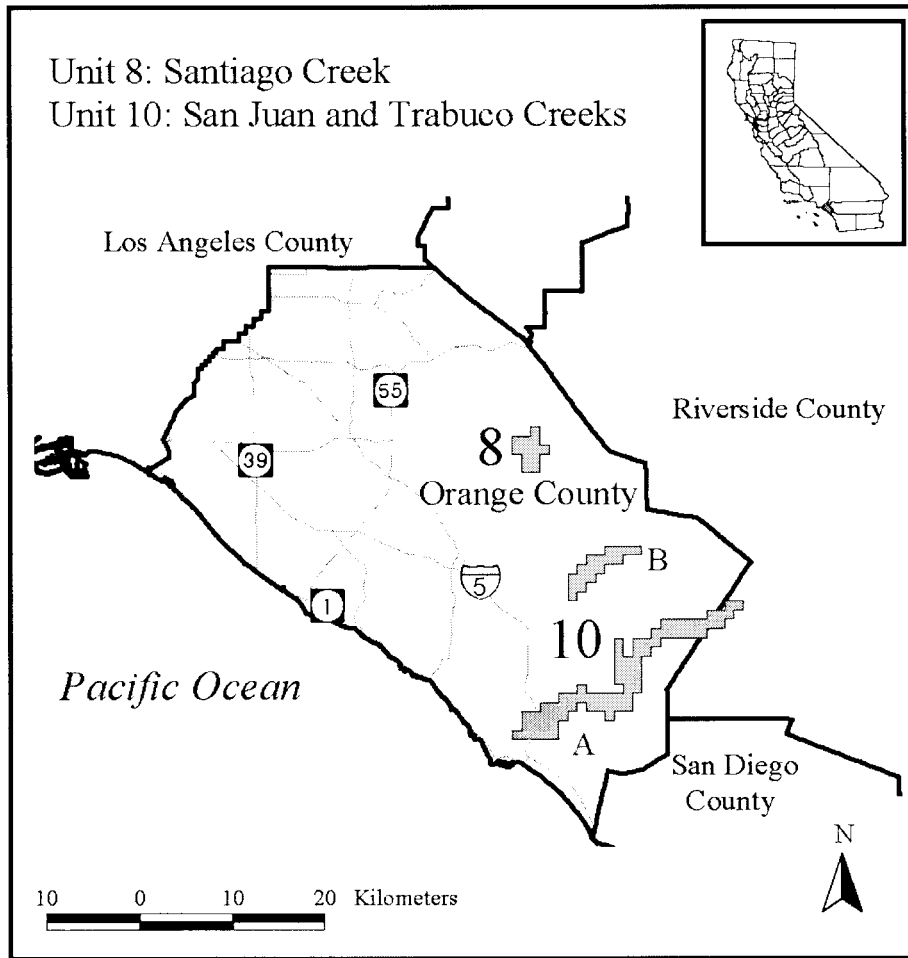 Unit 8: Santiago Creek
Unit 10: San Juan and Trabuco Creeks
Los Angeles County
55
Riverside County
39
8
Orange County
B
5
1
10
Pacific Ocean
A
San Diego
County
N
10 0 10 20 Kilometers